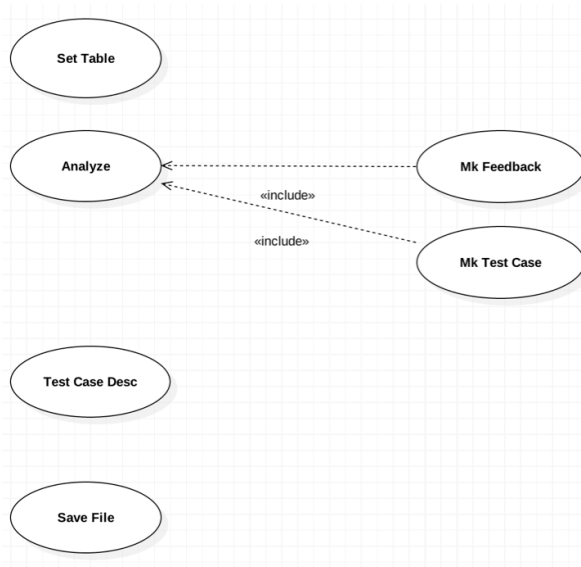 Set Table
Analyze
Mk Feedback
«include»
«include»
Mk Test Case
Test Case Desc
Save File